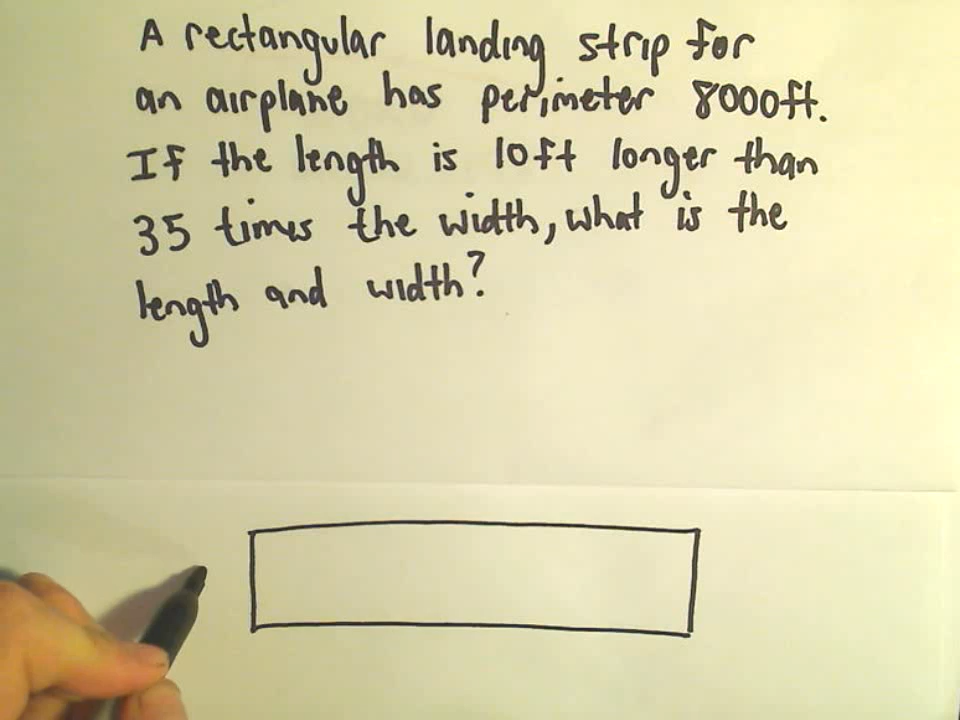 A rectangular landing strip for
an airplane has perimeter 8000ft.
If the length is 10ft longer than
35 times the width, what is the
length and width?